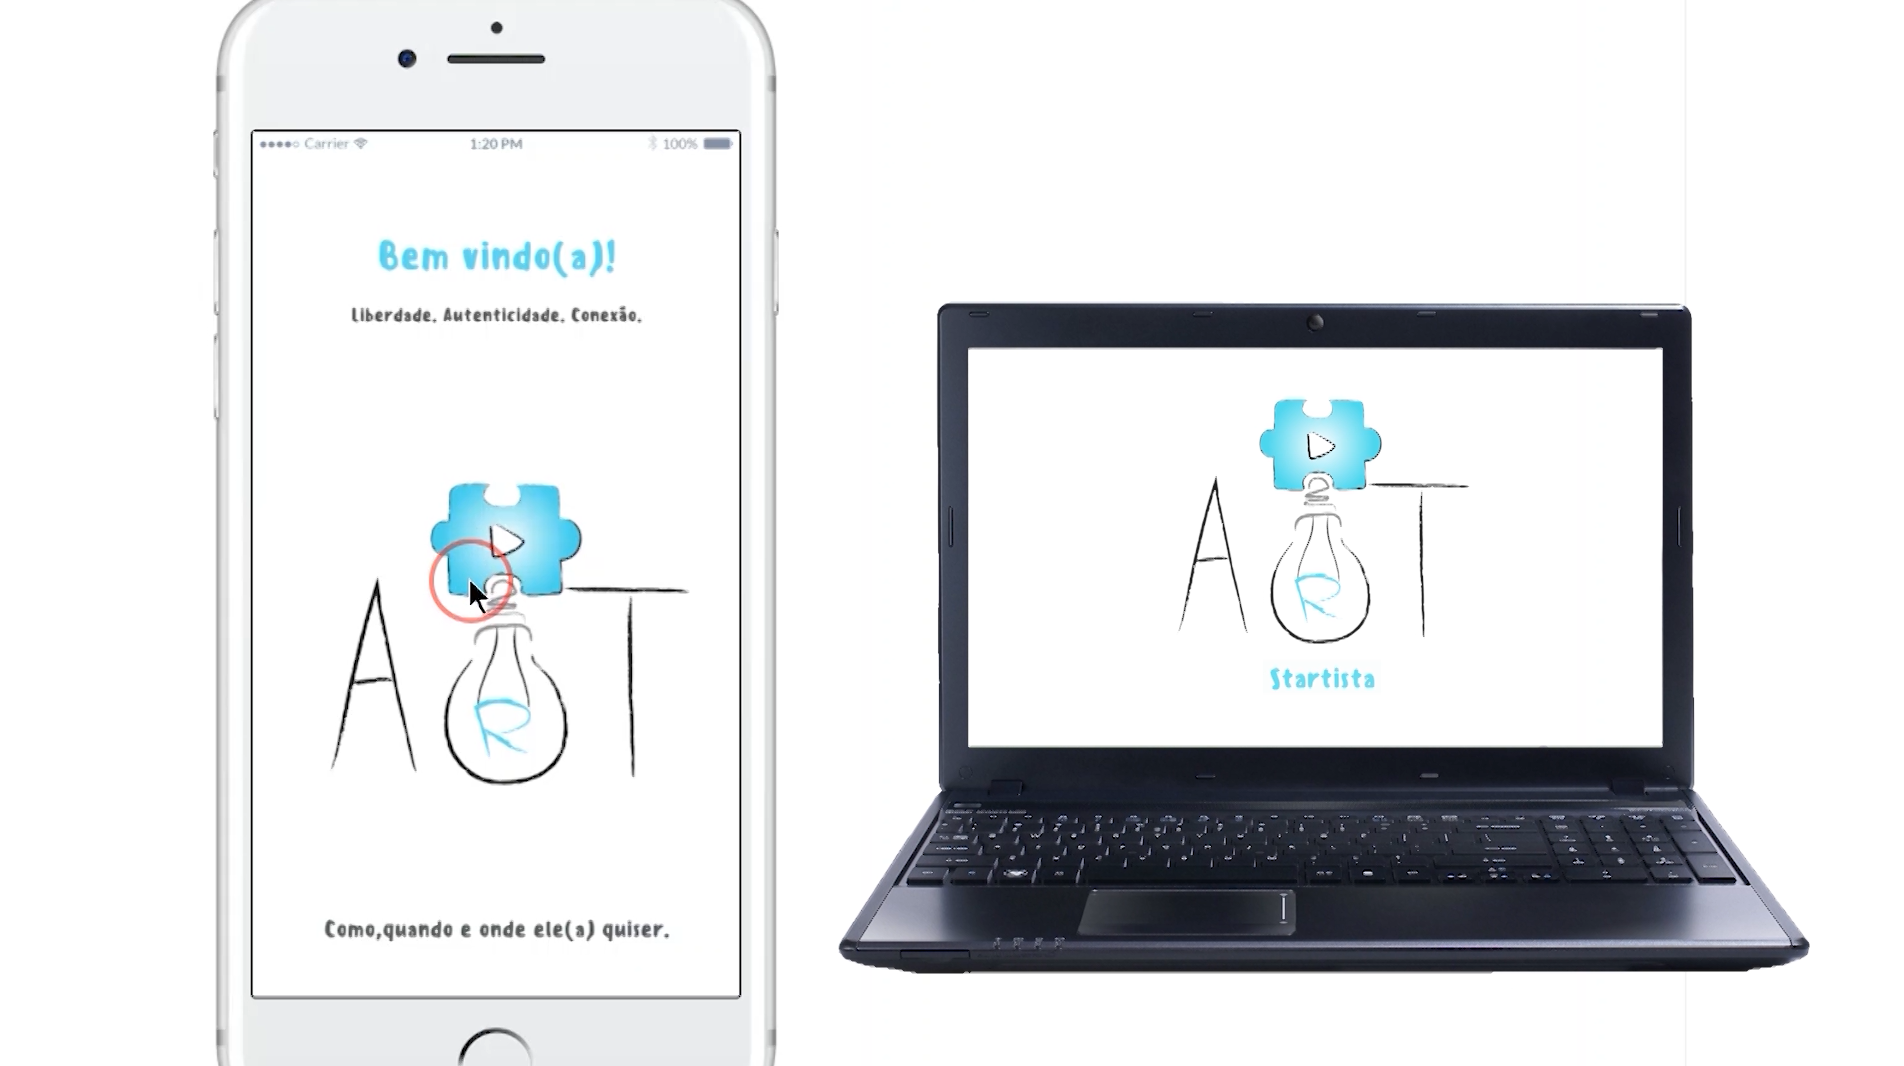 Carrier 1:20 PM 100%
Bem vindo(a)!
Liberdade. Autenticidade. Conexão.
A R T
Como,quando e onde ele(a) quiser.
A R T
Startista